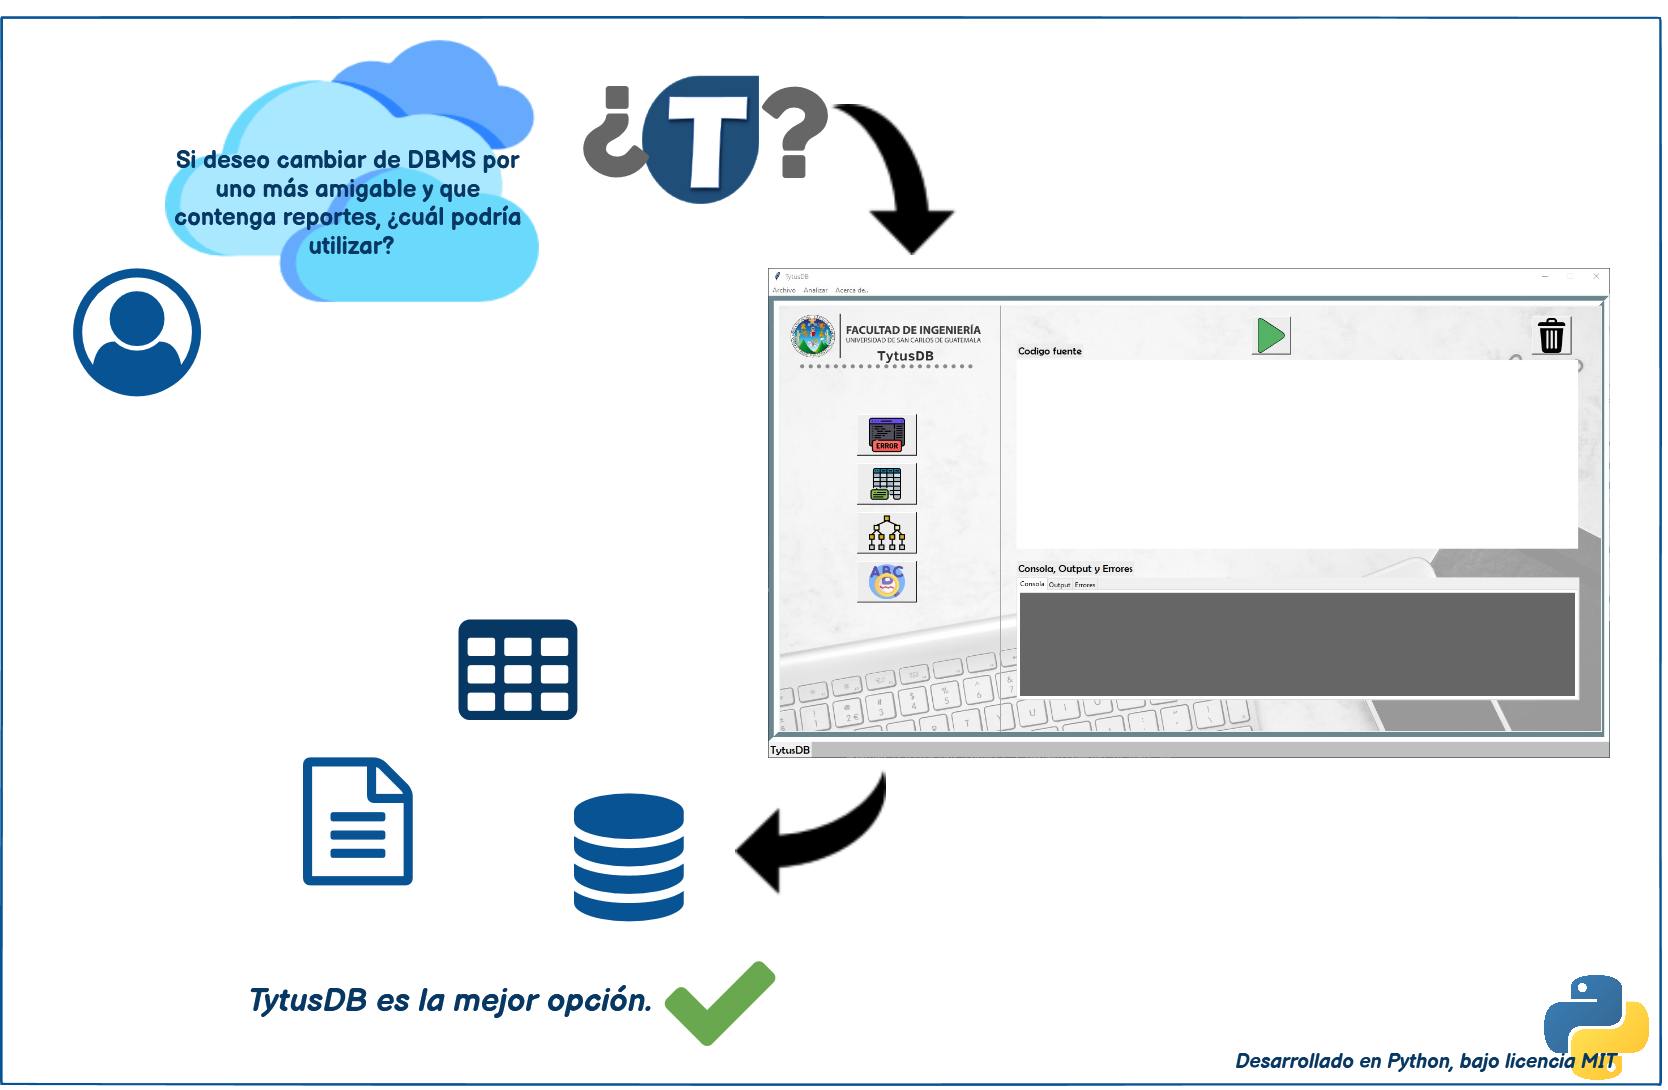 Si deseo cambiar de DBMS por
uno más amigable y que
contenga reportes, ¿cuál podría
utilizar?
¿T?
TytusDB
Archivo Analizar Acerca de..
FACULTAD DE INGENIERÍA
UNIVERSIDAD DE SAN CARLOS DE GUATEMALA
TytusDB
Codigo fuente
ERROR
ABC
Consola, Output y Errores
Consola Output Errores
TytusDB
TytusDB es la mejor opción.
Desarrollado en Python, bajo licencia MIT